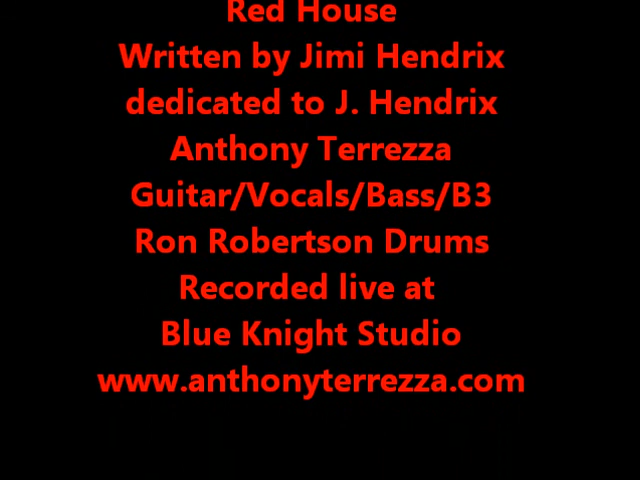 Red House
Written by Jimi Hendrix
dedicated to J. Hendrix
Anthony Terrezza
Guitar/Vocals/Bass/B3
Ron Robertson Drums
Recorded live at
Blue Knight Studio
www.anthonyterrezza.com